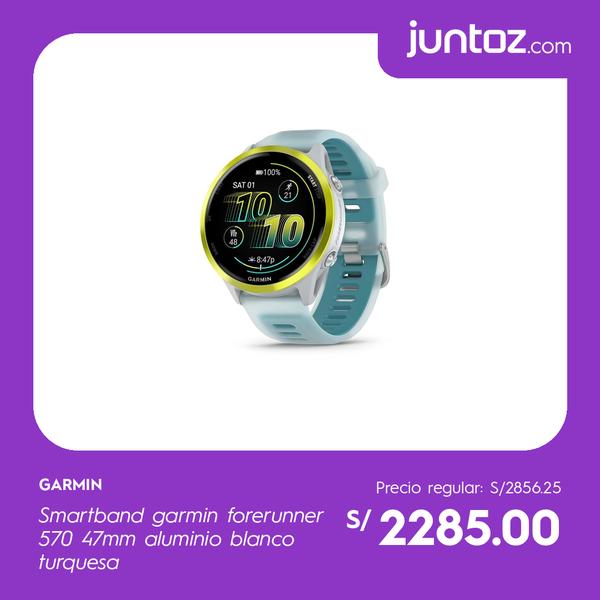 juntoz.com
100%
SAT 01
START
21
10
10
48
8:47p
GARMIN
GARMIN
Smartband garmin forerunner
570 47mm aluminio blanco
turquesa
Precio regular: S/2856.25
S/ 2285.00